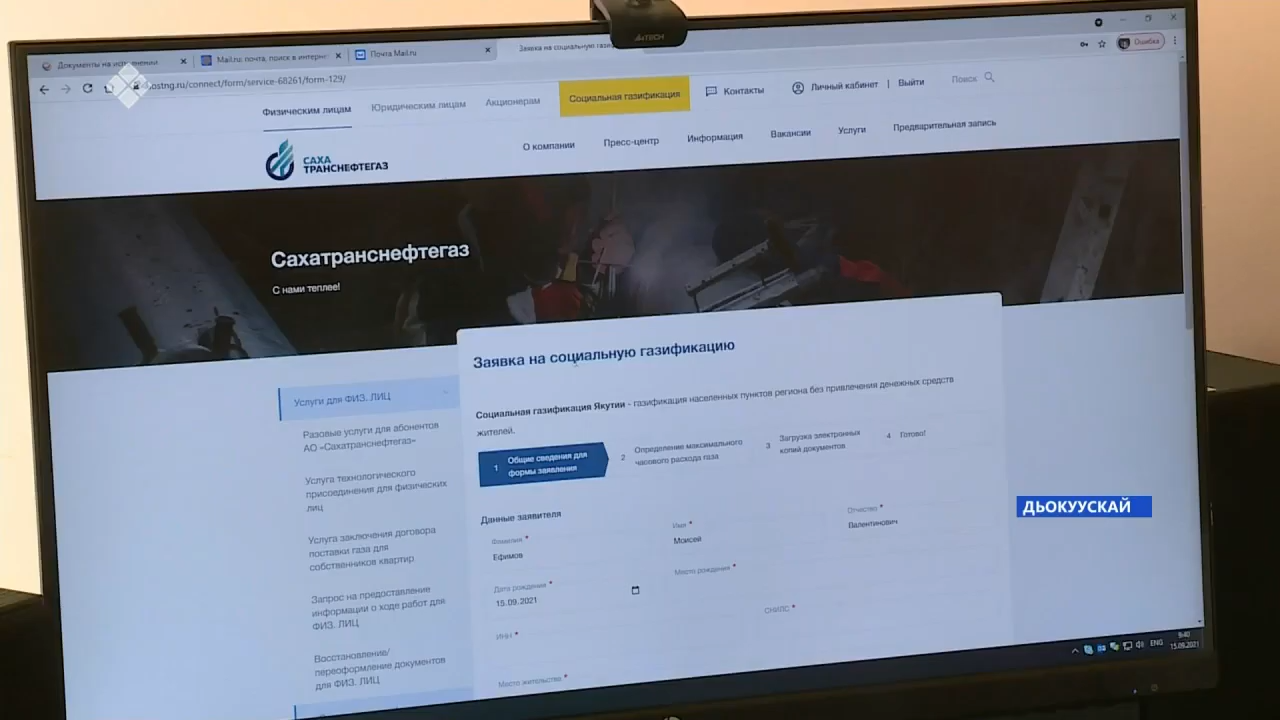 A4TECH
Документы на исполнении
Mail.ru: почта, поиск в интерне
Почта Mail.ru
Заявка на социальную газиф
Ошибка
ostng.ru/connect/form/service-68261/form-129/
Физическим лицам
Юридическим лицам
Акционерам
Социальная газификация
Контакты
Личный кабинет
Выйти
Поиск
САХА
ТРАНСНЕФТЕГАЗ
О компании
Пресс-центр
Информация
Вакансии
Услуги
Предварительная запись
Сахатранснефтегаз
С нами теплее!
Заявка на социальную газификацию
Социальная газификация Якутии - газификация населенных пунктов региона без привлечения денежных средств
жителей.
1 Общие сведения для
формы заявления
2 Определение максимального
часового расхода газа
3 Загрузка электронных
копий документов
4 Готово!
Данные заявителя
Фамилия *
Ефимов
Имя *
Моисей
Отчество *
Валентинович
Дата рождения *
15.09.2021
Место рождения *
ИНН *
СНИЛС *
Место жительства *
Услуги для ФИЗ. ЛИЦ
Разовые услуги для абонентов
АО «Сахатранснефтегаз»
Услуга технологического
присоединения для физических
лиц
Услуга заключения договора
поставки газа для
собственников квартир
Запрос на предоставление
информации о ходе работ для
ФИЗ. ЛИЦ
Восстановление/
переоформление документов
для ФИЗ. ЛИЦ
ДЬОКУУСКАЙ
ENG
9:40
15.09.2021